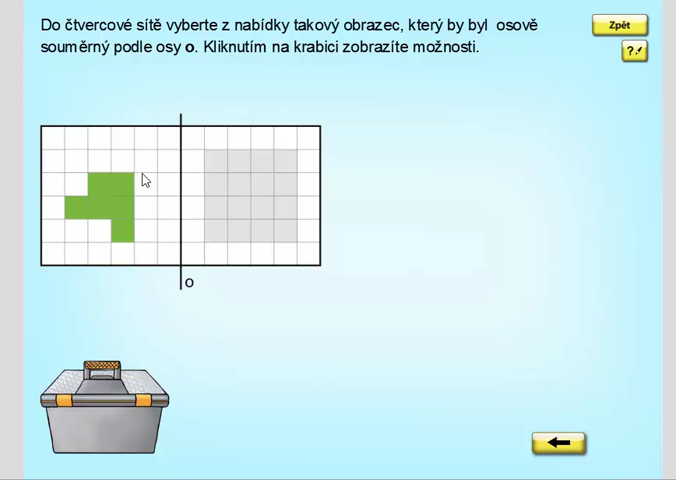 Do čtvercové sítě vyberte z nabídky takový obrazec, který by byl osově
souměrný podle osy o. Kliknutím na krabici zobrazíte možnosti.
Zpět
?
o